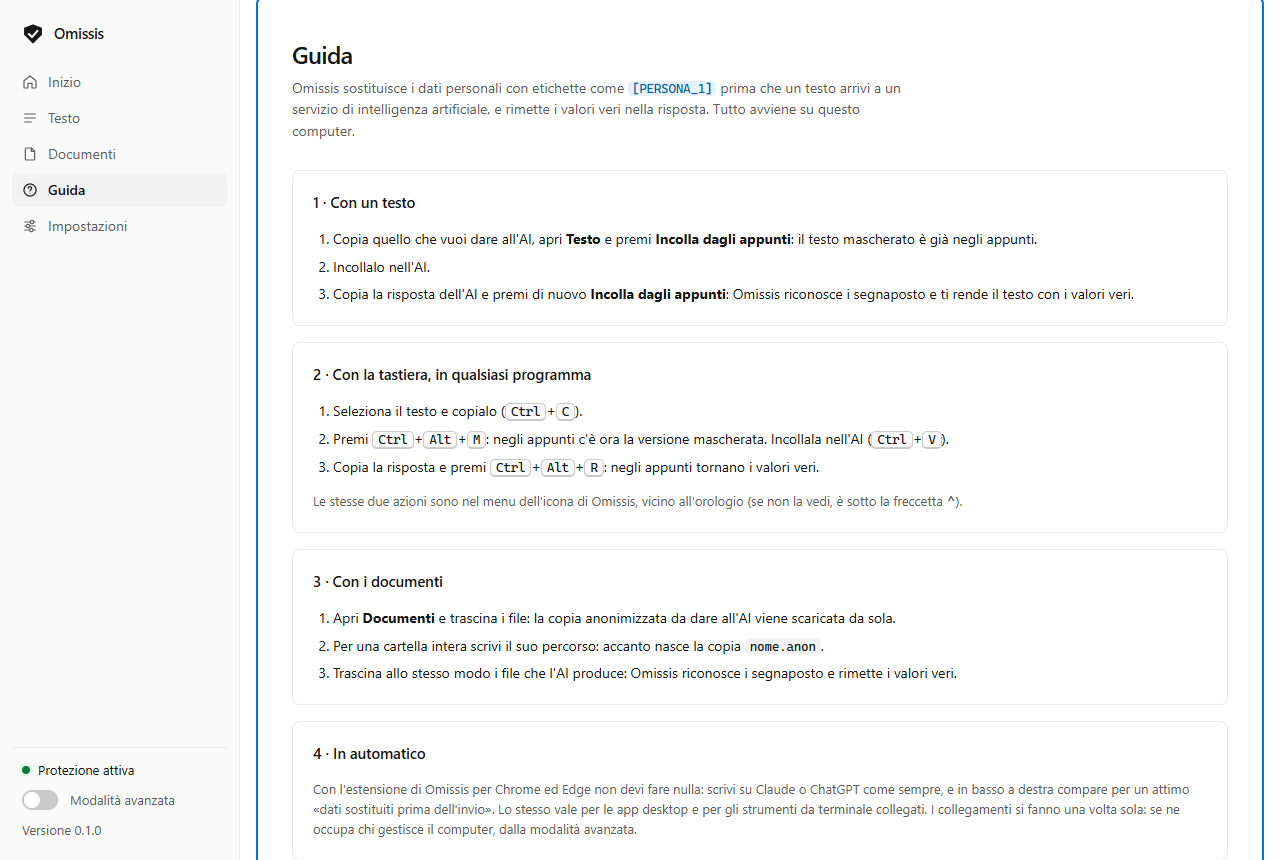 Omissis
Inizio
Testo
Documenti
Guida
Impostazioni
Protezione attiva
Modalità avanzata
Versione 0.1.0
Guida
Omissis sostituisce i dati personali con etichette come [PERSONA_1] prima che un testo arrivi a un
servizio di intelligenza artificiale, e rimette i valori veri nella risposta. Tutto avviene su questo
computer.
1 · Con un testo
1. Copia quello che vuoi dare all'AI, apri Testo e premi Incolla dagli appunti: il testo mascherato è già negli appunti.
2. Incollalo nell'AI.
3. Copia la risposta dell'AI e premi di nuovo Incolla dagli appunti: Omissis riconosce i segnaposto e ti rende il testo con i valori veri.
2 · Con la tastiera, in qualsiasi programma
1. Seleziona il testo e copialo (Ctrl+C).
2. Premi Ctrl+Alt+M: negli appunti c'è ora la versione mascherata. Incollala nell'AI (Ctrl+V).
3. Copia la risposta e premi Ctrl+Alt+R: negli appunti tornano i valori veri.
Le stesse due azioni sono nel menu dell'icona di Omissis, vicino all'orologio (se non la vedi, è sotto la freccetta ^).
3 · Con i documenti
1. Apri Documenti e trascina i file: la copia anonimizzata da dare all'AI viene scaricata da sola.
2. Per una cartella intera scrivi il suo percorso: accanto nasce la copia nome.anon.
3. Trascina allo stesso modo i file che l'AI produce: Omissis riconosce i segnaposto e rimette i valori veri.
4 · In automatico
Con l'estensione di Omissis per Chrome ed Edge non devi fare nulla: scrivi su Claude o ChatGPT come sempre, e in basso a destra compare per un attimo
«dati sostituiti prima dell'invio». Lo stesso vale per le app desktop e per gli strumenti da terminale collegati. I collegamenti si fanno una volta sola: se ne
occupa chi gestisce il computer, dalla modalità avanzata.